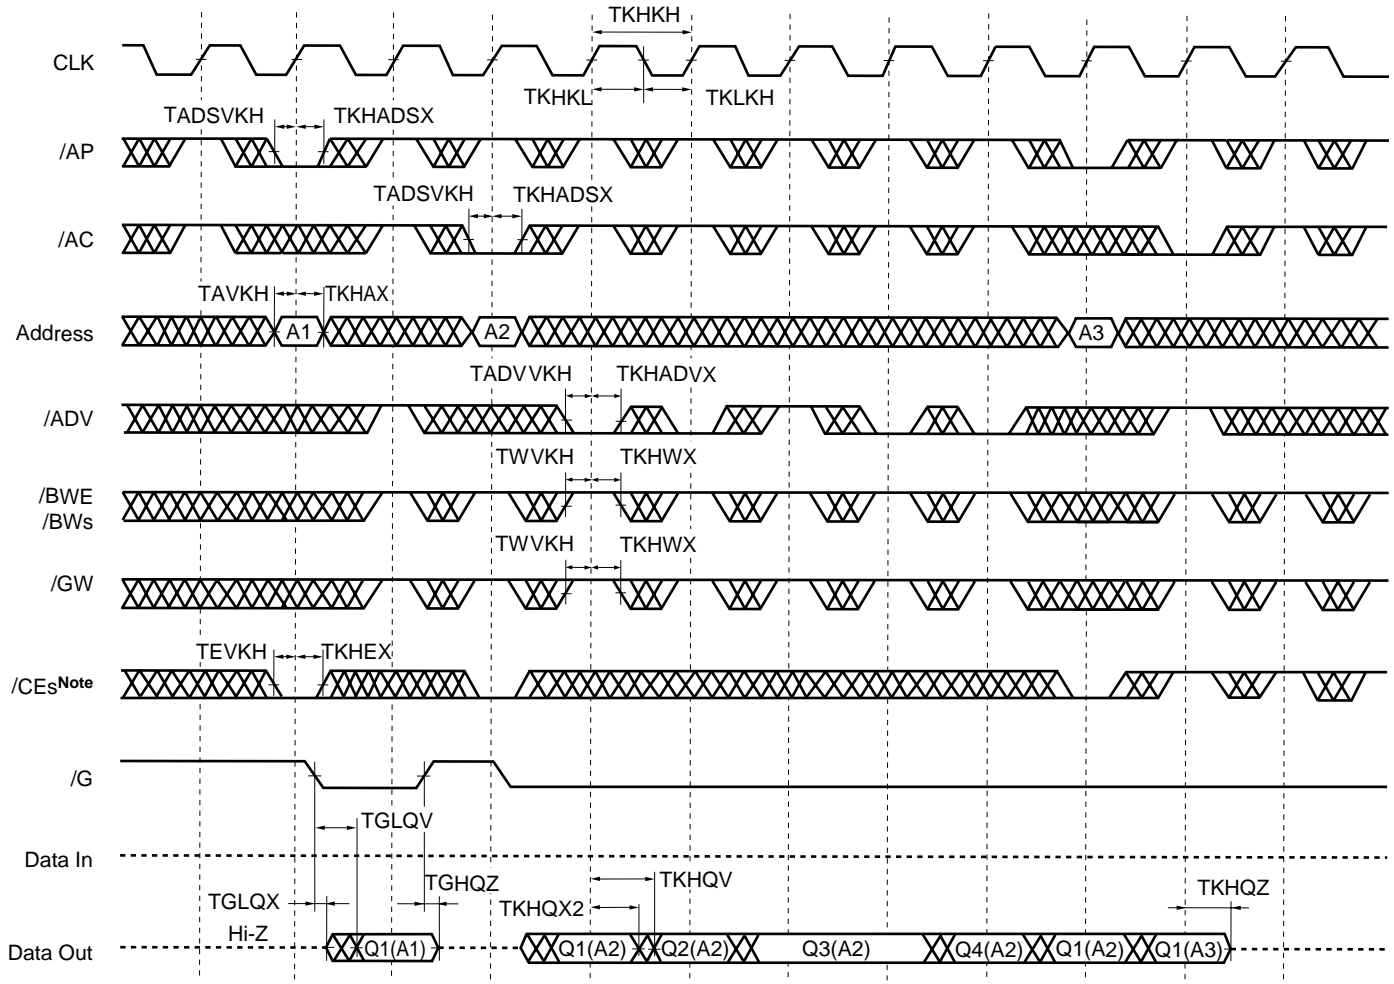 TKHKH
CLK
TKHKL TKLKH
TADSVKH TKHADSX
/AP
TADSVKH TKHADSX
/AC
TAVKH TKHAX
Address A1 A2 A3
TADVVKH TKHADVX
/ADV
TWVKH TKHWX
/BWE
/BWs
TWVKH TKHWX
/GW
TEVKH TKHEX
/CEsNote
/G
TGLQV
Data In
TGHQZ TKHQV
TGLQX TKHQX2 TKHQZ
Hi-Z
Data Out Q1(A1) Q1(A2) Q2(A2) Q3(A2) Q4(A2) Q1(A2) Q1(A3)